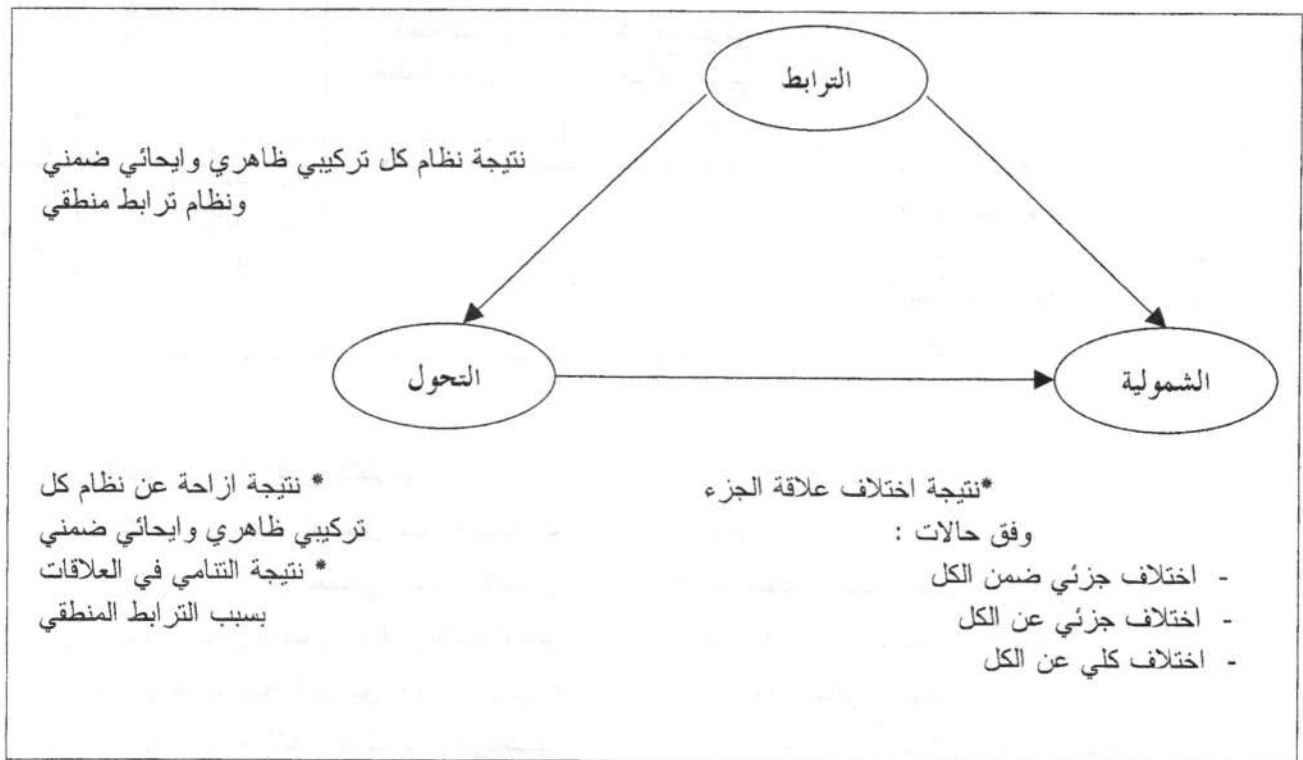 الترابط
نتيجة نظام كل تركيبي ظاهري وايحائي ضمني
ونظام ترابط منطقي
الشمولية
التحول
*نتيجة اختلاف علاقة الجزء
وفق حالات :
- اختلاف جزئي ضمن الكل
- اختلاف جزئي عن الكل
- اختلاف كلي عن الكل
* نتيجة ازاحة عن نظام كل
تركيبي ظاهري وايحائي ضمني
* نتيجة التنامي في العلاقات
بسبب الترابط المنطقي